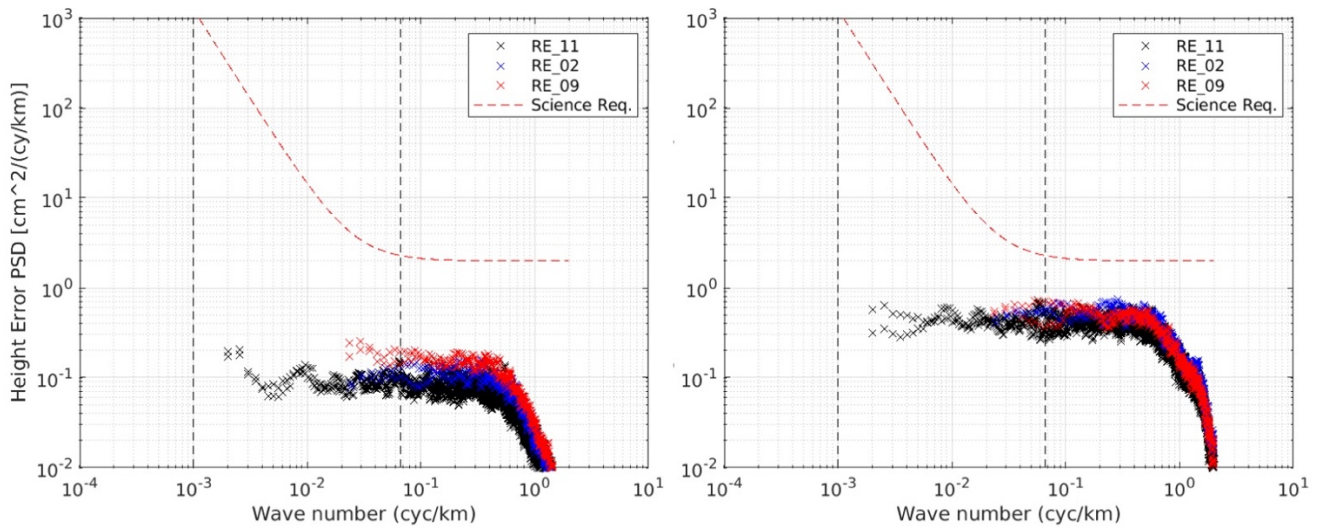 Height Error PSD [cm^2/(cy/km)]
10^3
10^2
10^1
10^0
10^-1
10^-2
RE_11
RE_02
RE_09
Science Req.
10^-4
10^-3
10^-2
10^-1
10^0
10^1
Wave number (cyc/km)
10^3
10^2
10^1
10^0
10^-1
10^-2
RE_11
RE_02
RE_09
Science Req.
10^-4
10^-3
10^-2
10^-1
10^0
10^1
Wave number (cyc/km)